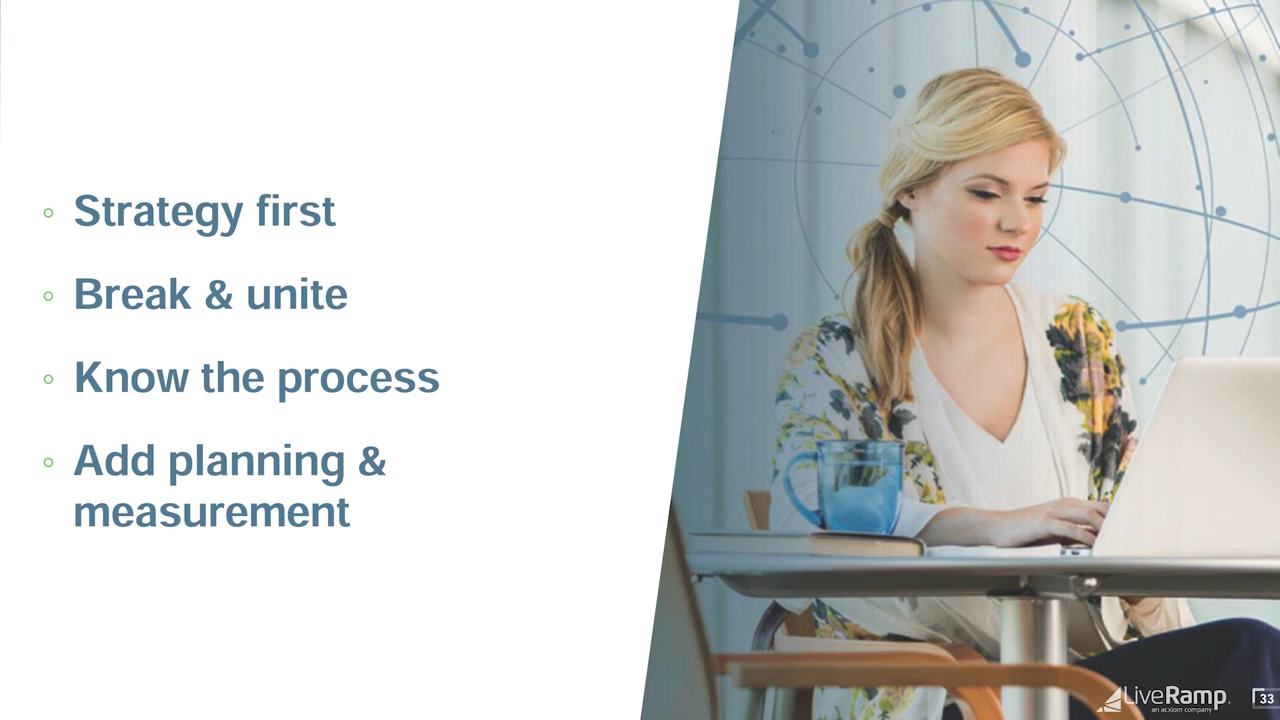 Strategy first
Break & unite
Know the process
Add planning &
measurement
LiveRamp
an acxiom company
33